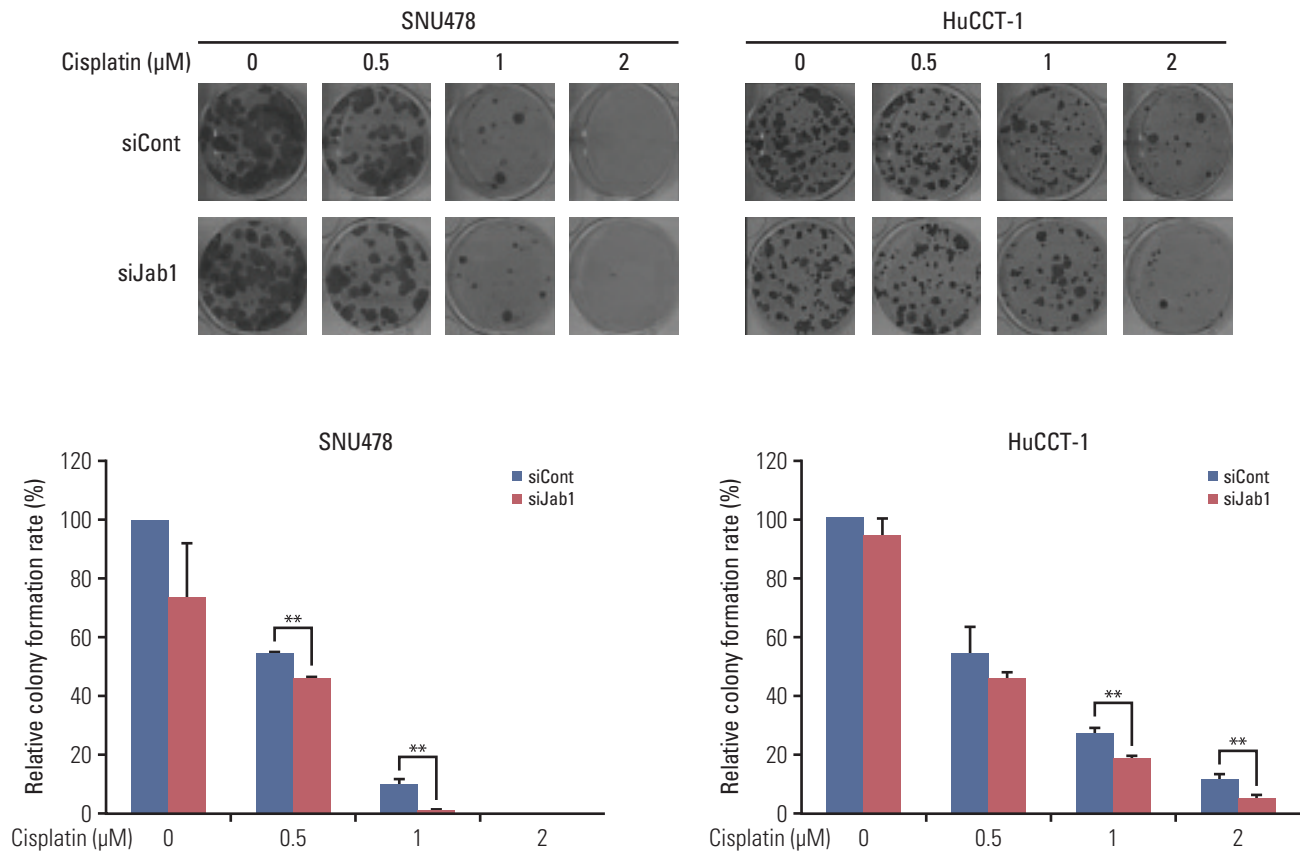 SNU478
HuCCT-1
Cisplatin (µM) 0 0.5 1 2 0 0.5 1 2
siCont
siJab1
SNU478
120
100
80
60
40
20
0
Relative colony formation rate (%)
siCont
siJab1
**
**
Cisplatin (µM) 0 0.5 1 2
HuCCT-1
120
100
80
60
40
20
0
Relative colony formation rate (%)
siCont
siJab1
**
**
Cisplatin (µM) 0 0.5 1 2